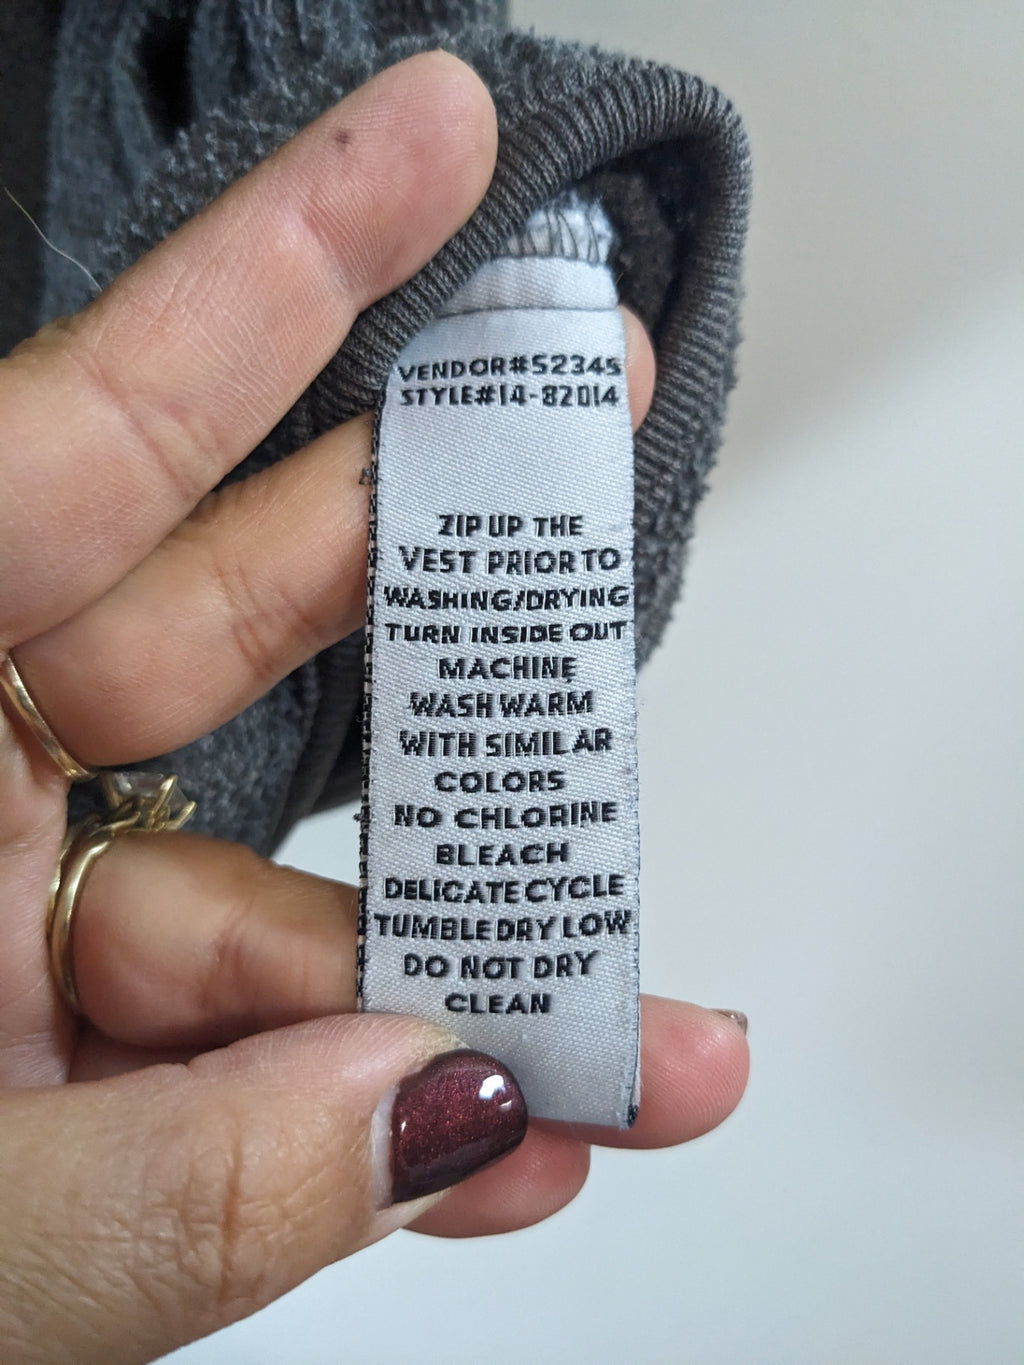 VENDOR#52345
STYLE#14-82014
ZIP UP THE
VEST PRIOR TO
WASHING/DRYING
TURN INSIDE OUT
MACHINE
WASH WARM
WITH SIMILAR
COLORS
NO CHLORINE
BLEACH
DELICATE CYCLE
TUMBLE DRY LOW
DO NOT DRY
CLEAN